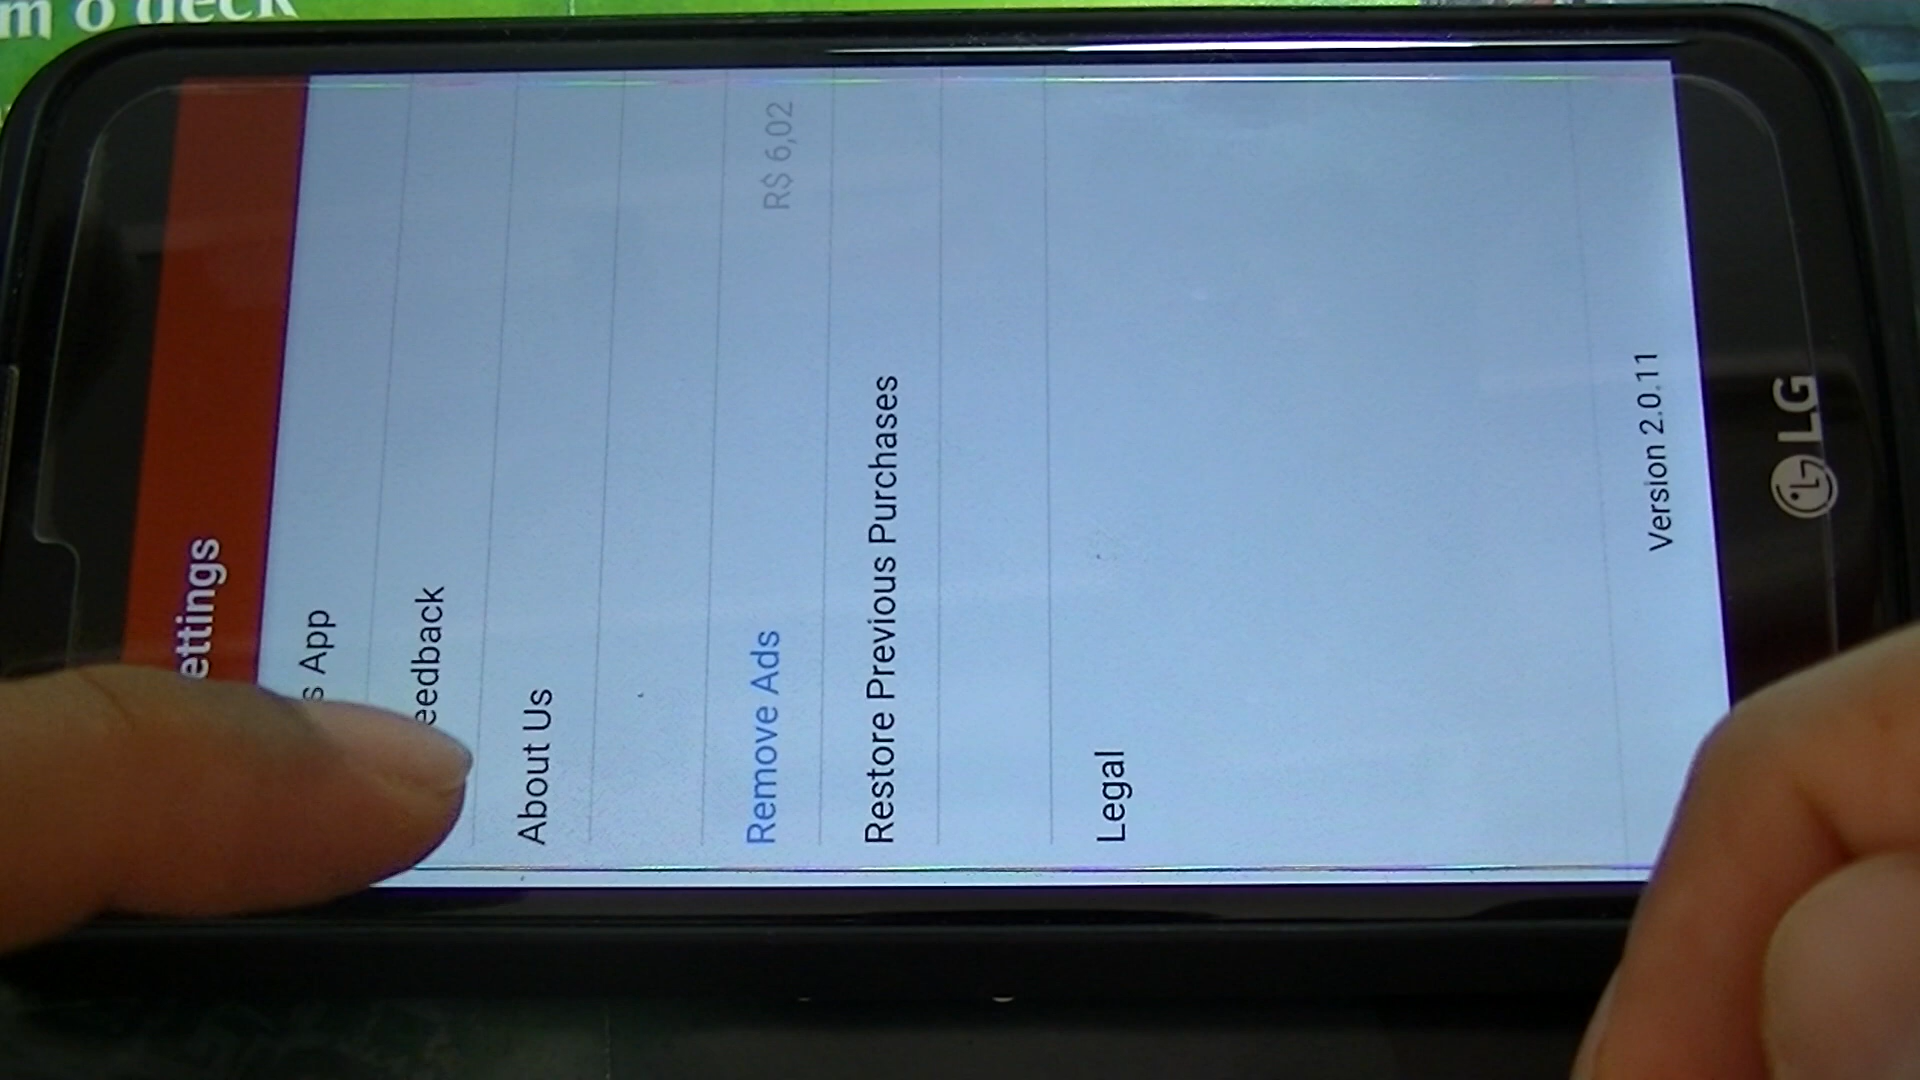 m o deck
ettings
s App
eedback
About Us
Remove Ads R$ 6,02
Restore Previous Purchases
Legal
Version 2.0.11
LG